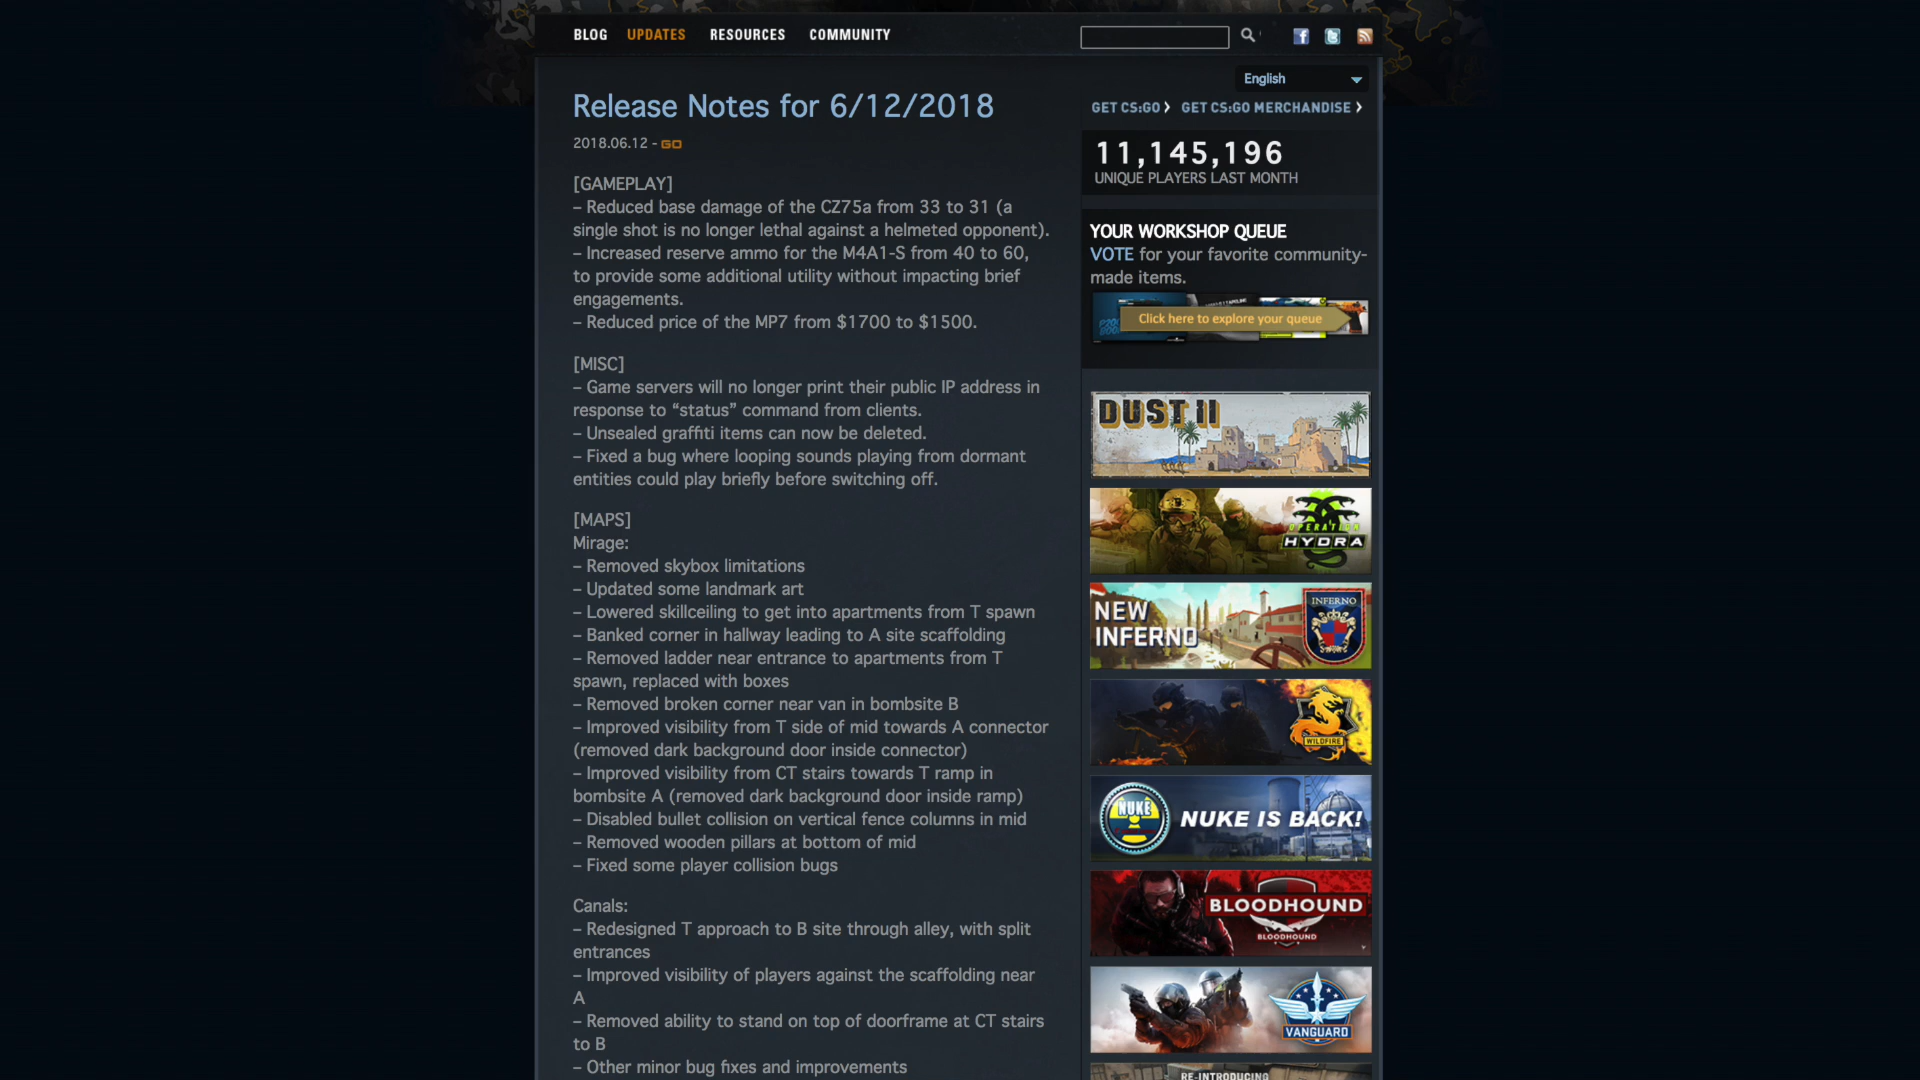 BLOG UPDATES RESOURCES COMMUNITY
English
GET CS:GO GET CS:GO MERCHANDISE
Release Notes for 6/12/2018
2018.06.12 - GO
[GAMEPLAY]
– Reduced base damage of the CZ75a from 33 to 31 (a
single shot is no longer lethal against a helmeted opponent).
– Increased reserve ammo for the M4A1-S from 40 to 60,
to provide some additional utility without impacting brief
engagements.
– Reduced price of the MP7 from $1700 to $1500.
[MISC]
– Game servers will no longer print their public IP address in
response to “status” command from clients.
– Unsealed graffiti items can now be deleted.
– Fixed a bug where looping sounds playing from dormant
entities could play briefly before switching off.
[MAPS]
Mirage:
– Removed skybox limitations
– Updated some landmark art
– Lowered skillceiling to get into apartments from T spawn
– Banked corner in hallway leading to A site scaffolding
– Removed ladder near entrance to apartments from T
spawn, replaced with boxes
– Removed broken corner near van in bombsite B
– Improved visibility from T side of mid towards A connector
(removed dark background door inside connector)
– Improved visibility from CT stairs towards T ramp in
bombsite A (removed dark background door inside ramp)
– Disabled bullet collision on vertical fence columns in mid
– Removed wooden pillars at bottom of mid
– Fixed some player collision bugs
Canals:
– Redesigned T approach to B site through alley, with split
entrances
– Improved visibility of players against the scaffolding near
A
– Removed ability to stand on top of doorframe at CT stairs
to B
– Other minor bug fixes and improvements
11,145,196
UNIQUE PLAYERS LAST MONTH
YOUR WORKSHOP QUEUE
VOTE for your favorite community-
made items.
Click here to explore your queue
DUST II
OPERATION
HYDRA
NEW
INFERNO
INFERNO
WILDFIRE
NUKE
NUKE IS BACK!
BLOODHOUND
BLOODHOUND
VANGUARD
RE-INTRODUCING